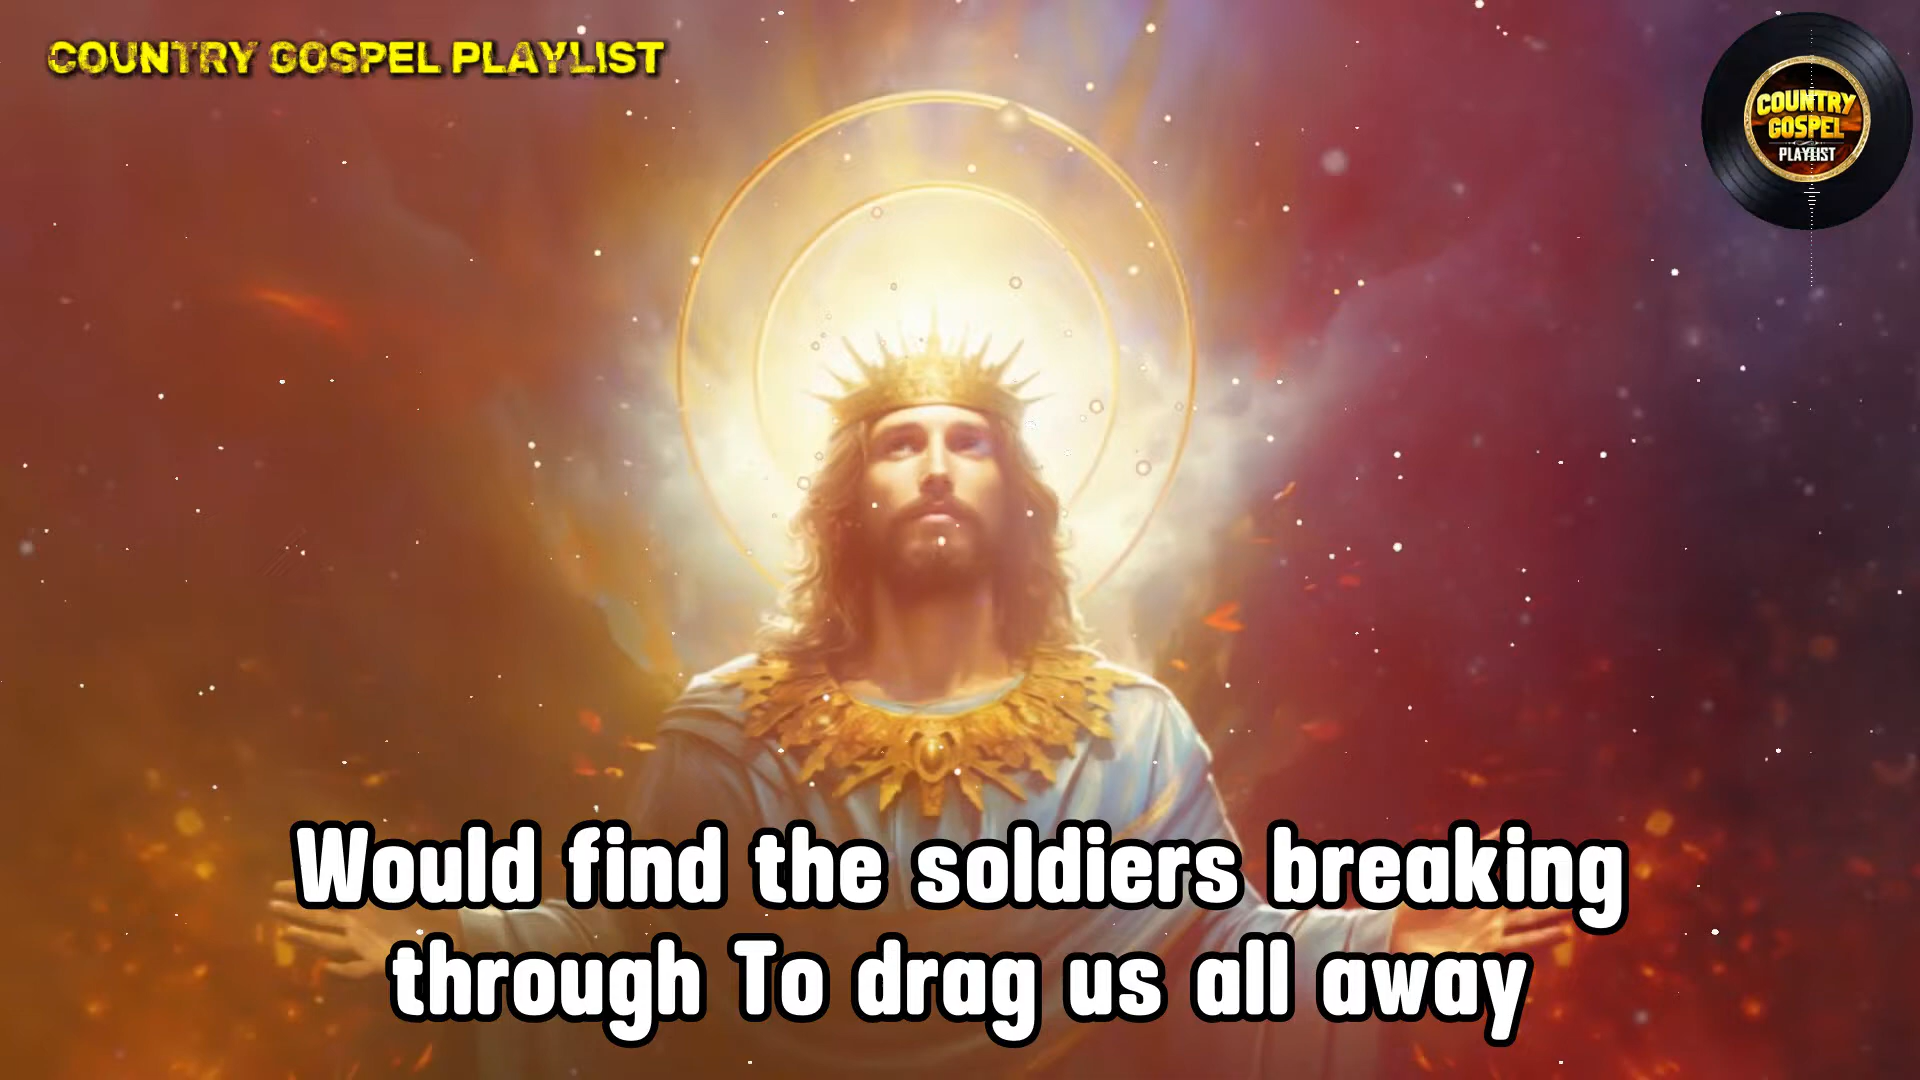 COUNTRY GOSPEL PLAYLIST
COUNTRY
GOSPEL
PLAYLIST
Would find the soldiers breaking
through To drag us all away